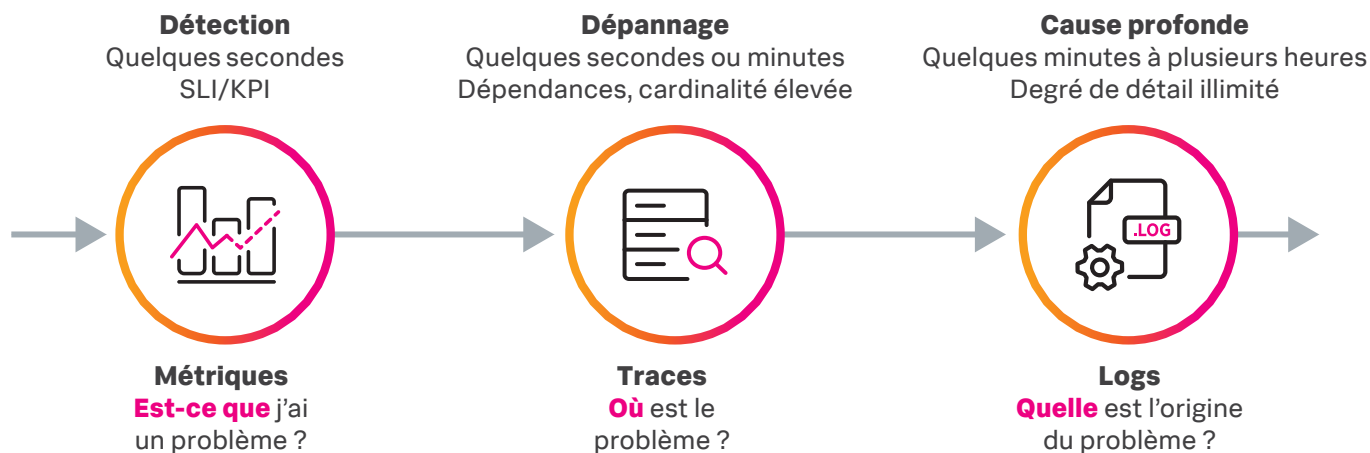 Détection
Quelques secondes
SLI/KPI
Dépannage
Quelques secondes ou minutes
Dépendances, cardinalité élevée
Cause profonde
Quelques minutes à plusieurs heures
Degré de détail illimité
.LOG
Métriques
Est-ce que j’ai
un problème ?
Traces
Où est le
problème ?
Logs
Quelle est l’origine
du problème ?